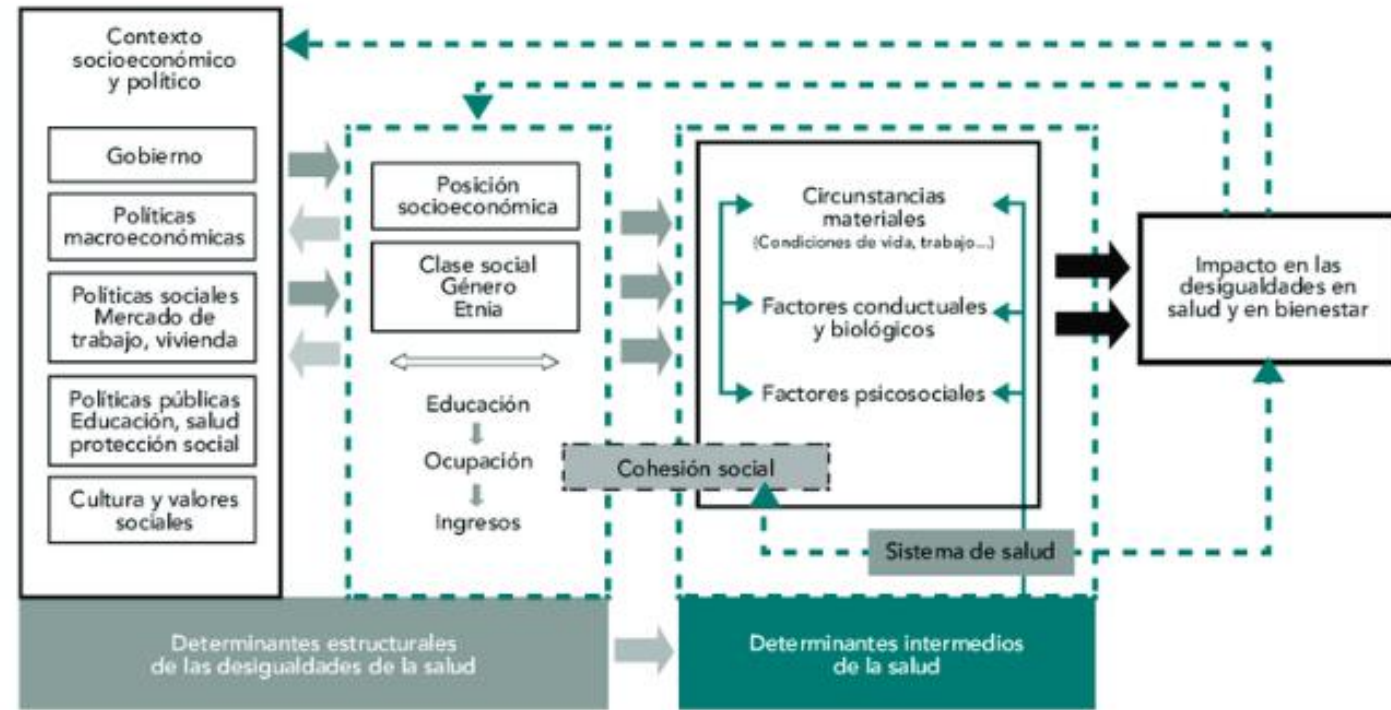 Contexto
socioeconómico
y político
Gobierno
Políticas
macroeconómicas
Políticas sociales
Mercado de
trabajo, vivienda
Políticas públicas
Educación, salud
protección social
Cultura y valores
sociales
Posición
socioeconómica
Clase social
Género
Etnia
Educación
Ocupación
Ingresos
Cohesión social
Circunstancias
materiales
(Condiciones de vida, trabajo...)
Factores conductuales
y biológicos
Factores psicosociales
Sistema de salud
Impacto en las
desigualdades en
salud y en bienestar
Determinantes estructurales
de las desigualdades de la salud
Determinantes intermedios
de la salud